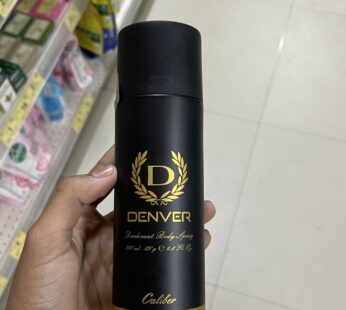 D
DENVER
Deodorant Body Spray
Caliber